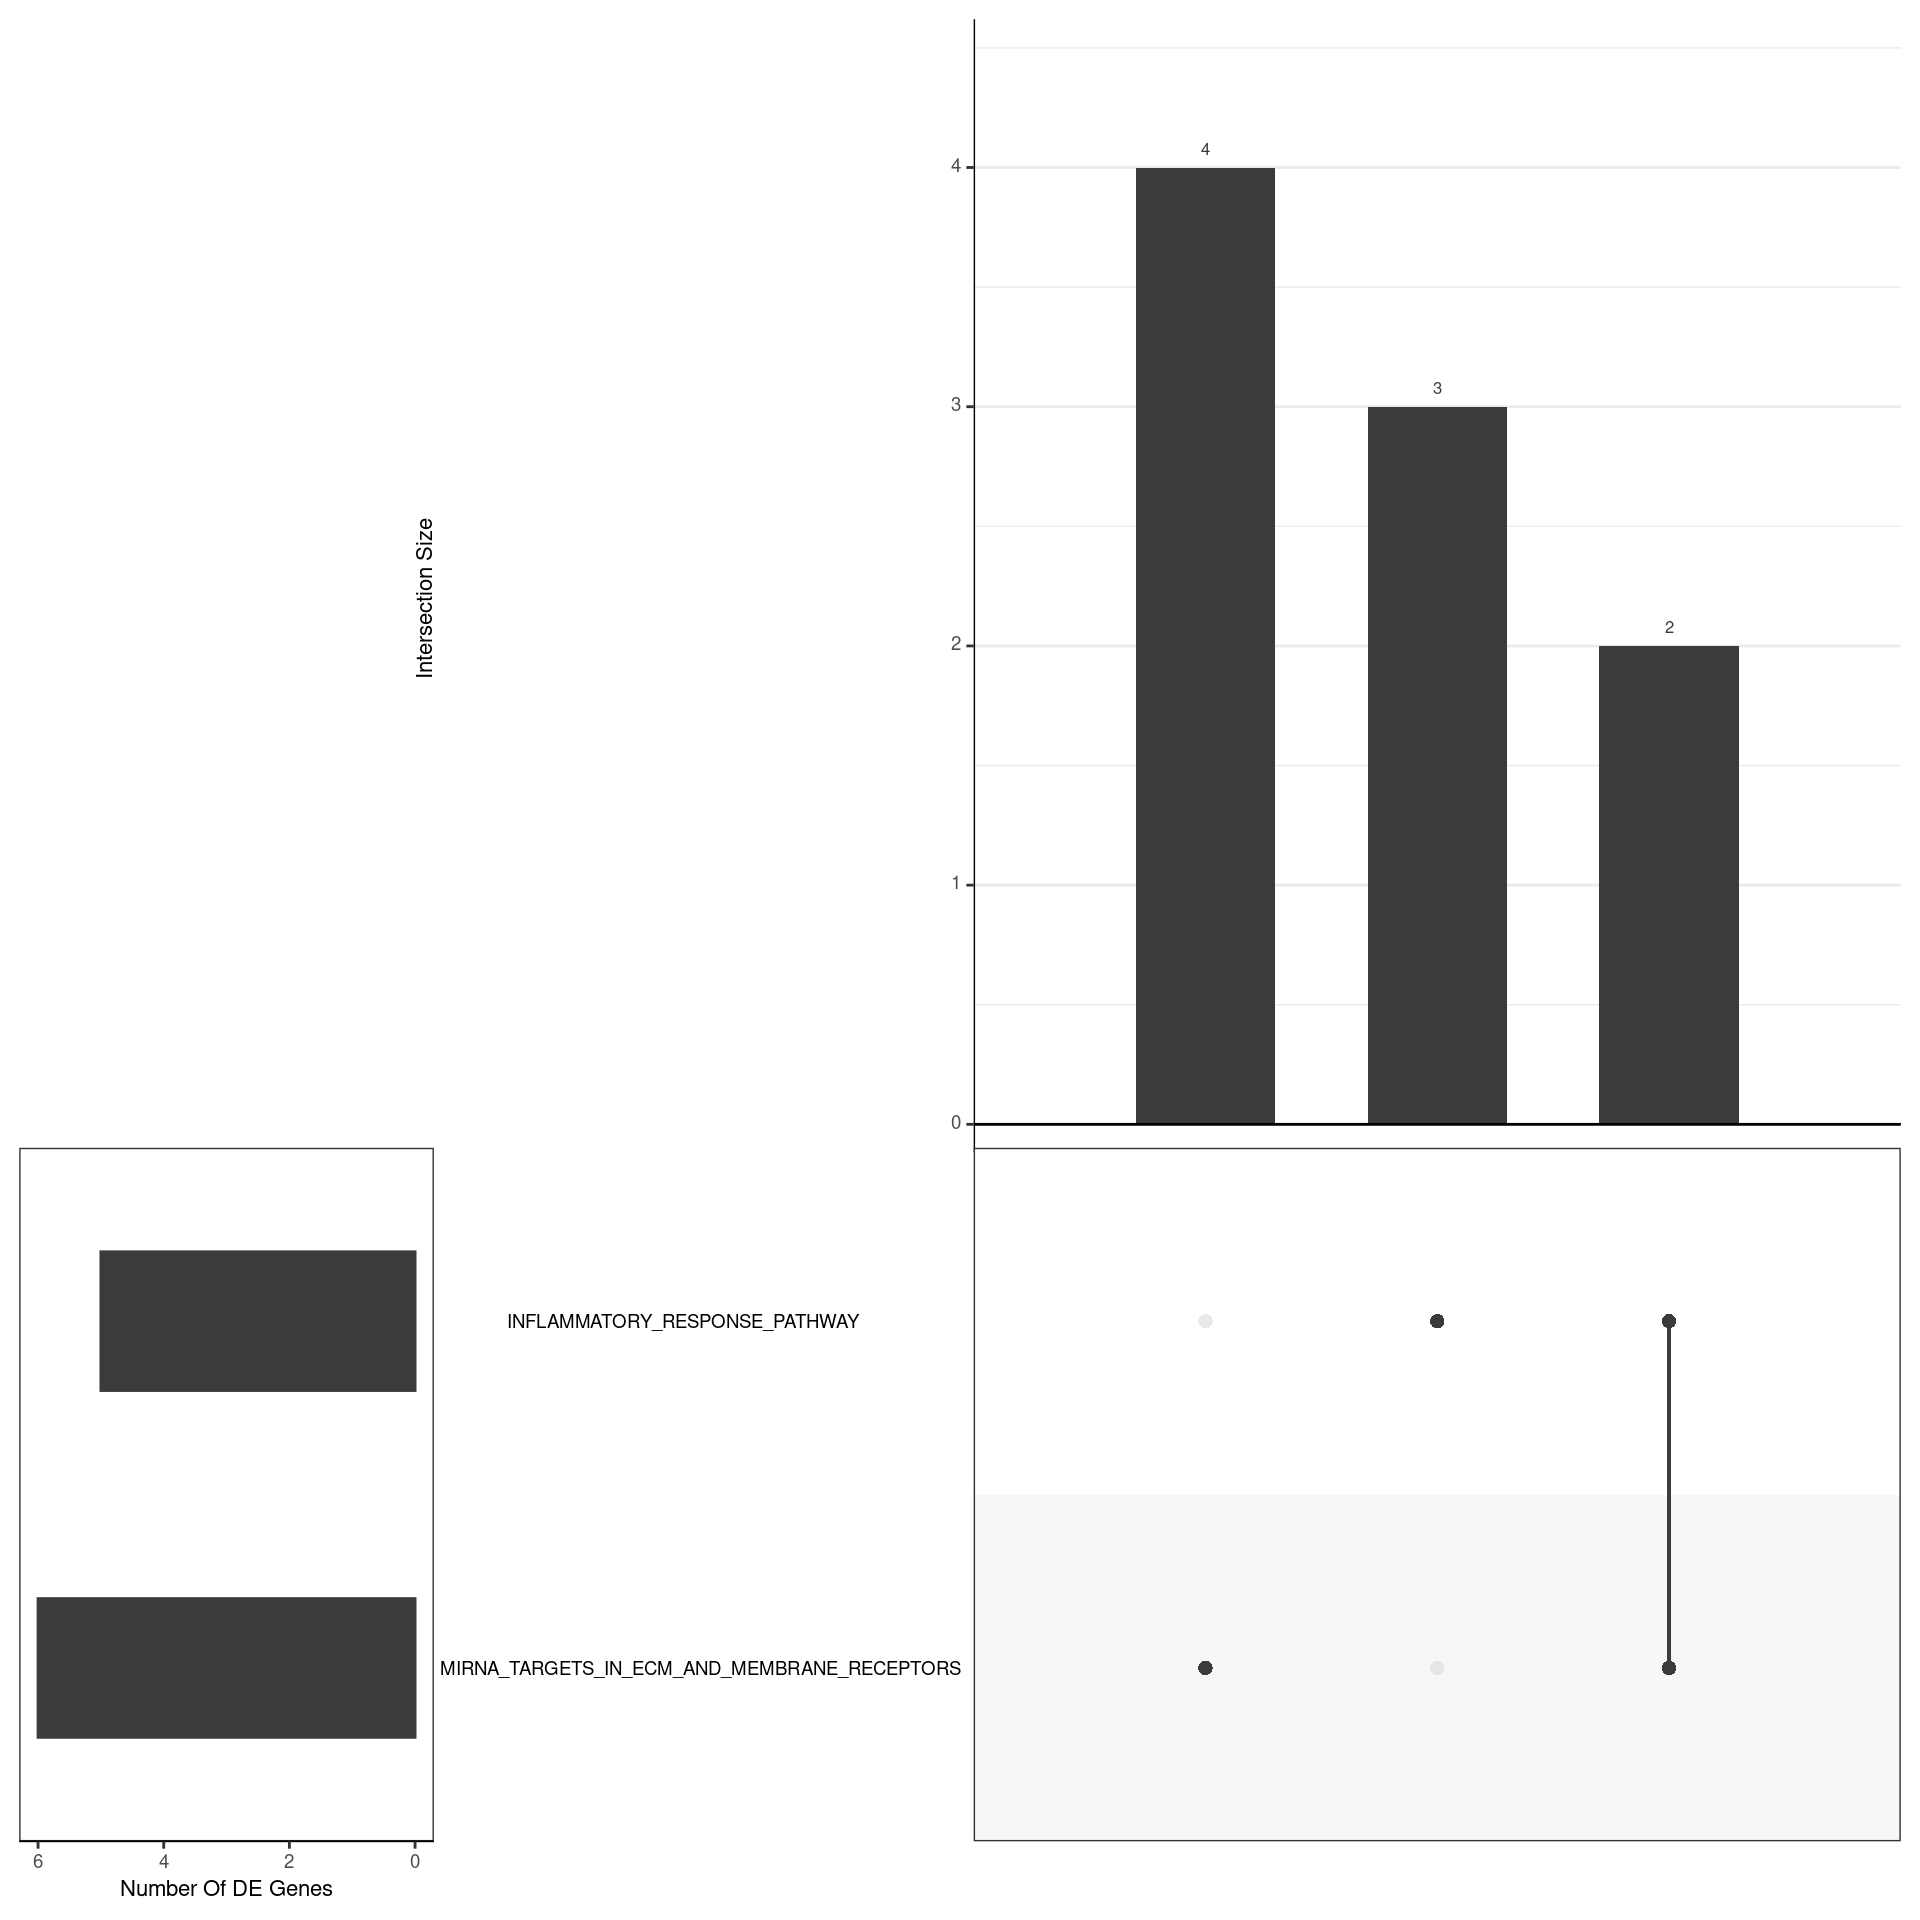 4
3
2
4
3
2
1
0
Intersection Size
INFLAMMATORY_RESPONSE_PATHWAY
MIRNA_TARGETS_IN_ECM_AND_MEMBRANE_RECEPTORS
6 4 2 0
Number Of DE Genes